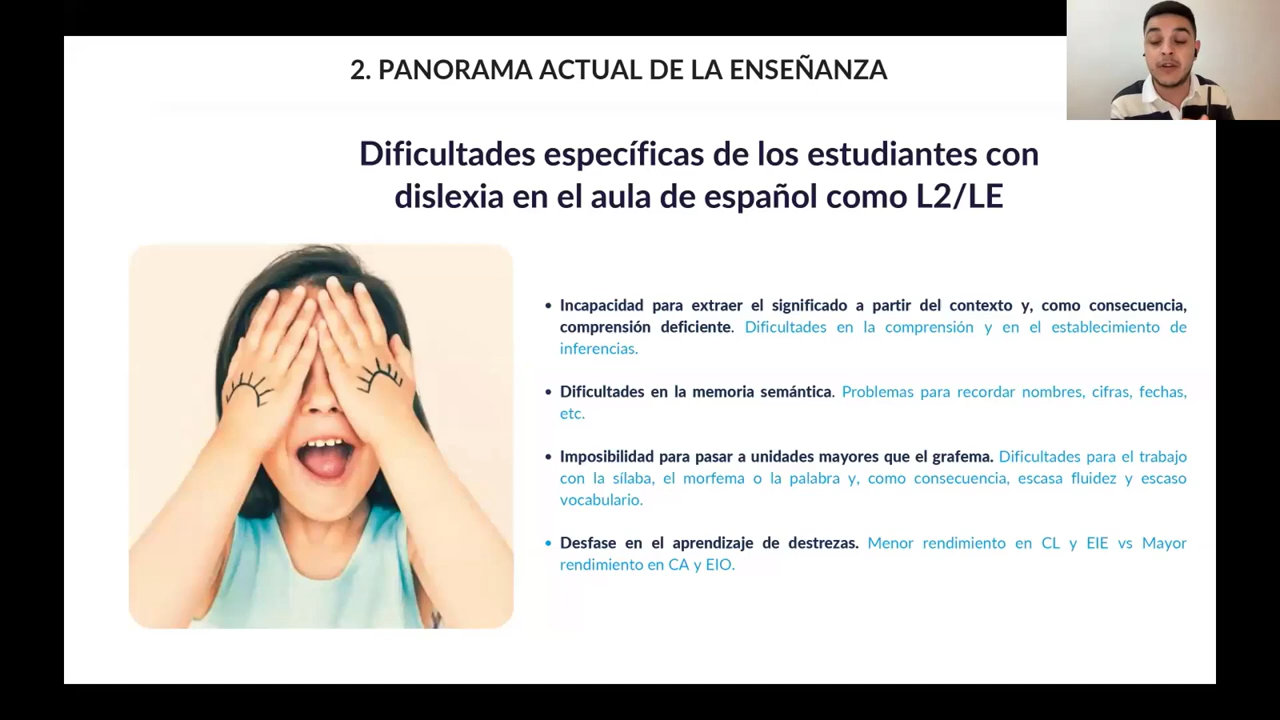 2. PANORAMA ACTUAL DE LA ENSEÑANZA
Dificultades específicas de los estudiantes con
dislexia en el aula de español como L2/LE
• Incapacidad para extraer el significado a partir del contexto y, como consecuencia,
comprensión deficiente. Dificultades en la comprensión y en el establecimiento de
inferencias.
• Dificultades en la memoria semántica. Problemas para recordar nombres, cifras, fechas,
etc.
• Imposibilidad para pasar a unidades mayores que el grafema. Dificultades para el trabajo
con la sílaba, el morfema o la palabra y, como consecuencia, escasa fluidez y escaso
vocabulario.
• Desfase en el aprendizaje de destrezas. Menor rendimiento en CL y EIE vs Mayor
rendimiento en CA y EIO.